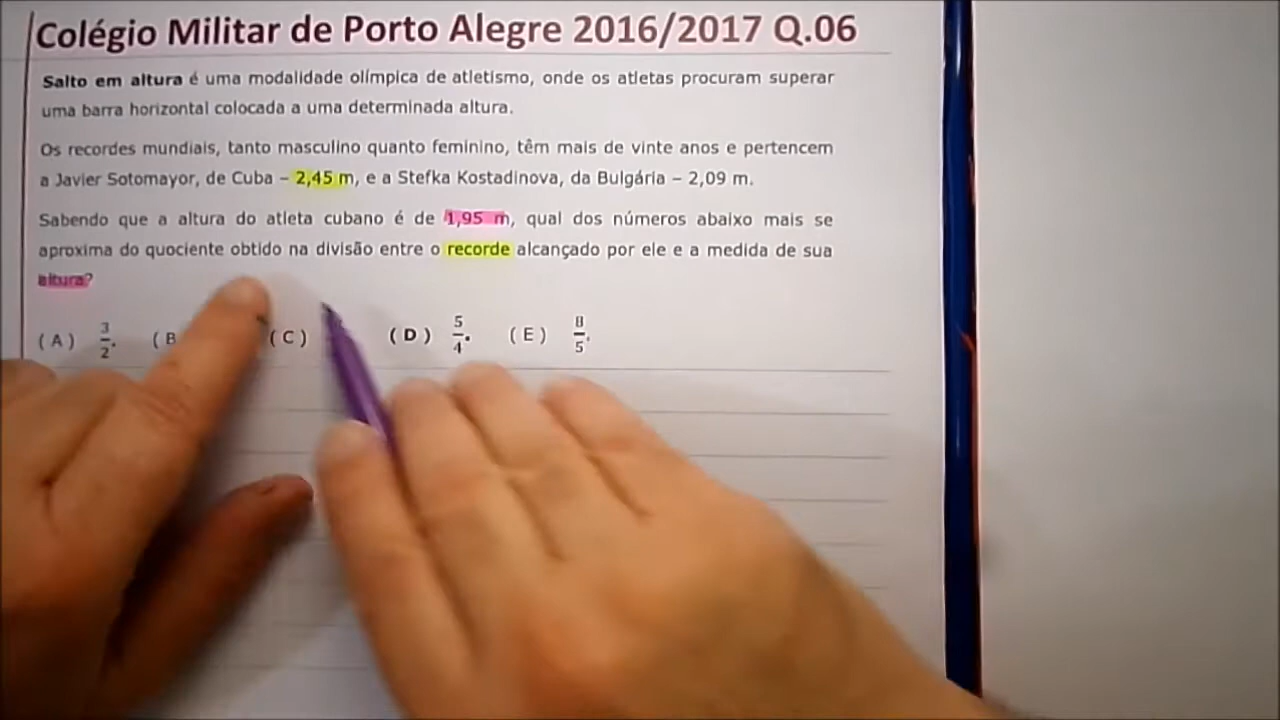 Colégio Militar de Porto Alegre 2016/2017 Q.06
Salto em altura é uma modalidade olímpica de atletismo, onde os atletas procuram superar
uma barra horizontal colocada a uma determinada altura.
Os recordes mundiais, tanto masculino quanto feminino, têm mais de vinte anos e pertencem
a Javier Sotomayor, de Cuba – 2,45 m, e a Stefka Kostadinova, da Bulgária – 2,09 m.
Sabendo que a altura do atleta cubano é de 1,95 m, qual dos números abaixo mais se
aproxima do quociente obtido na divisão entre o recorde alcançado por ele e a medida de sua
altura?
( A ) 3/2. ( B ( C ) ( D ) 5/4. ( E ) 8/5.